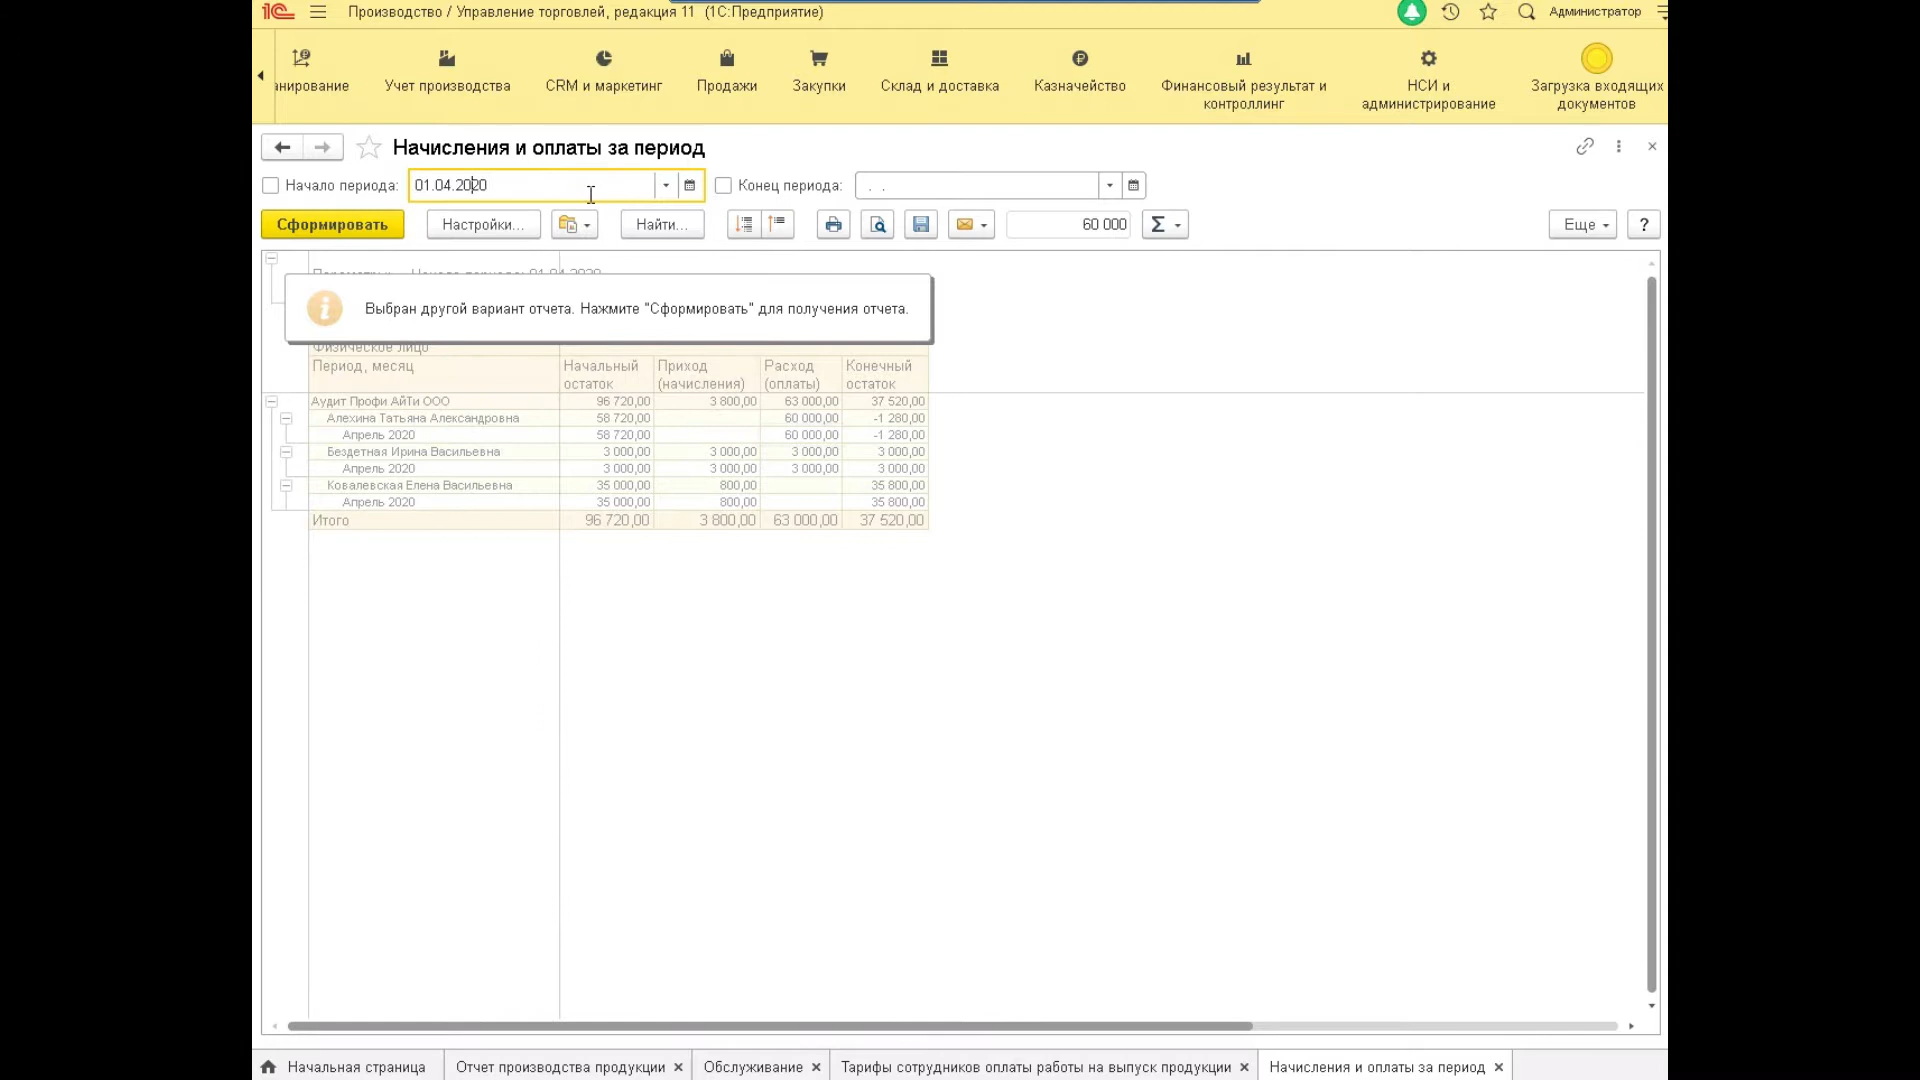 1С Производство / Управление торговлей, редакция 11 (1С:Предприятие) Администратор
анирование
Учет производства
CRM и маркетинг
Продажи
Закупки
Склад и доставка
Казначейство
Финансовый результат и
контроллинг
НСИ и
администрирование
Загрузка входящих
документов
Начисления и оплаты за период
Начало периода: 01.04.2020 Конец периода: . .
Сформировать Настройки... Найти... 60 000 Σ Еще ?
Параметры: Начало периода: 01.04.2020
Выбран другой вариант отчета. Нажмите "Сформировать" для получения отчета.
Физическое лицо
Период, месяц Начальный остаток Приход (начисления) Расход (оплаты) Конечный остаток
Аудит Профи АйТи ООО 96 720,00 3 800,00 63 000,00 37 520,00
Алехина Татьяна Александровна 58 720,00 60 000,00 -1 280,00
Апрель 2020 58 720,00 60 000,00 -1 280,00
Бездетная Ирина Васильевна 3 000,00 3 000,00 3 000,00 3 000,00
Апрель 2020 3 000,00 3 000,00 3 000,00 3 000,00
Ковалевская Елена Васильевна 35 000,00 800,00 35 800,00
Апрель 2020 35 000,00 800,00 35 800,00
Итого 96 720,00 3 800,00 63 000,00 37 520,00
Начальная страница Отчет производства продукции × Обслуживание × Тарифы сотрудников оплаты работы на выпуск продукции × Начисления и оплаты за период ×